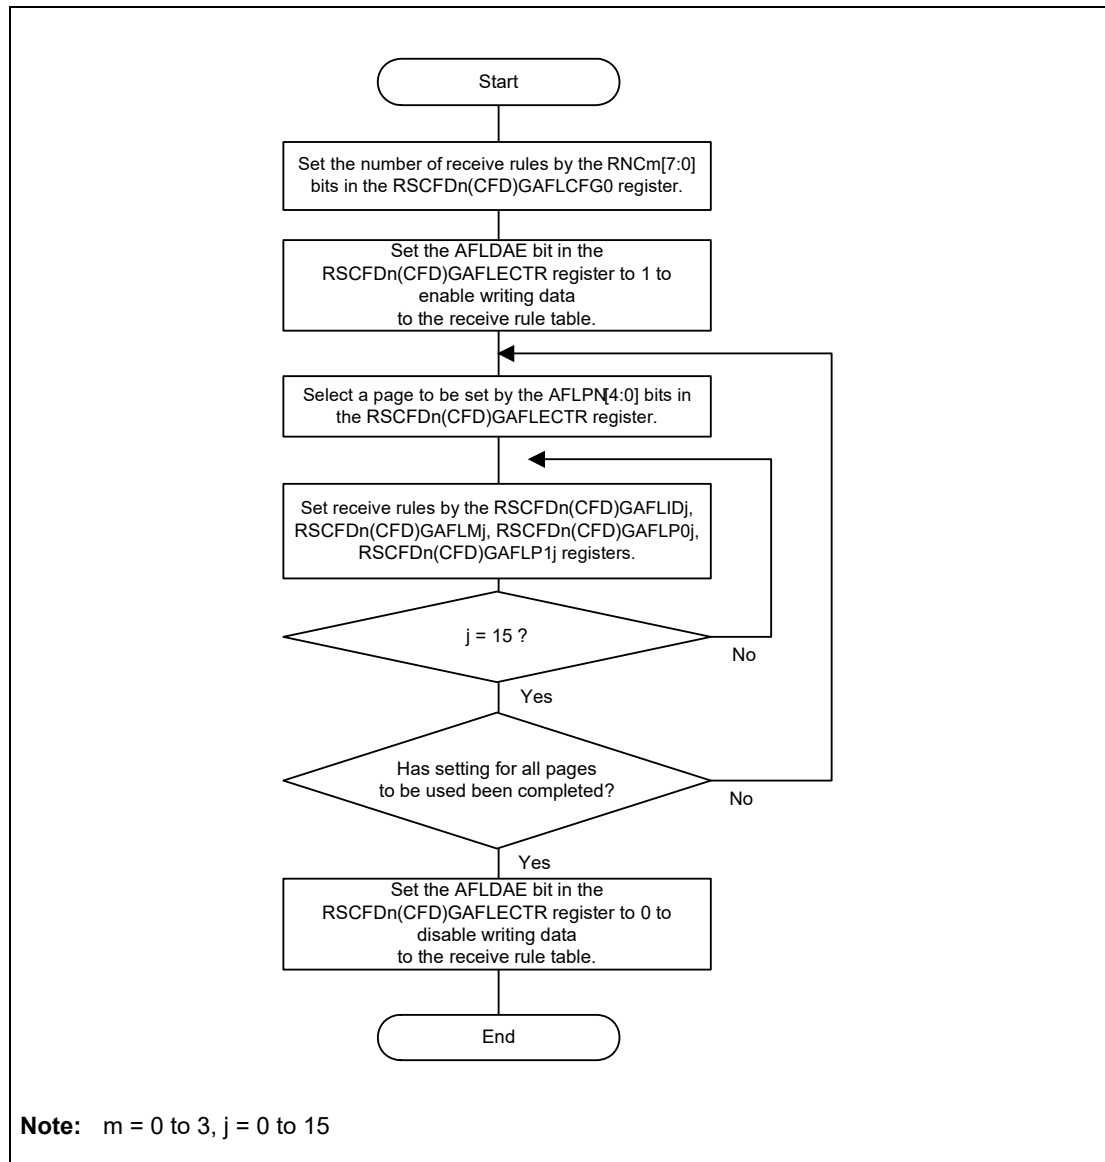 Start
Set the number of receive rules by the RNCm[7:0]
bits in the RSCFDn(CFD)GAFLCFG0 register.
Set the AFLDAE bit in the
RSCFDn(CFD)GAFLECTR register to 1 to
enable writing data
to the receive rule table.
Select a page to be set by the AFLPN[4:0] bits in
the RSCFDn(CFD)GAFLECTR register.
Set receive rules by the RSCFDn(CFD)GAFLIDj,
RSCFDn(CFD)GAFLMj, RSCFDn(CFD)GAFLP0j,
RSCFDn(CFD)GAFLP1j registers.
j = 15 ?
No
Yes
Has setting for all pages
to be used been completed?
No
Yes
Set the AFLDAE bit in the
RSCFDn(CFD)GAFLECTR register to 0 to
disable writing data
to the receive rule table.
End
Note: m = 0 to 3, j = 0 to 15